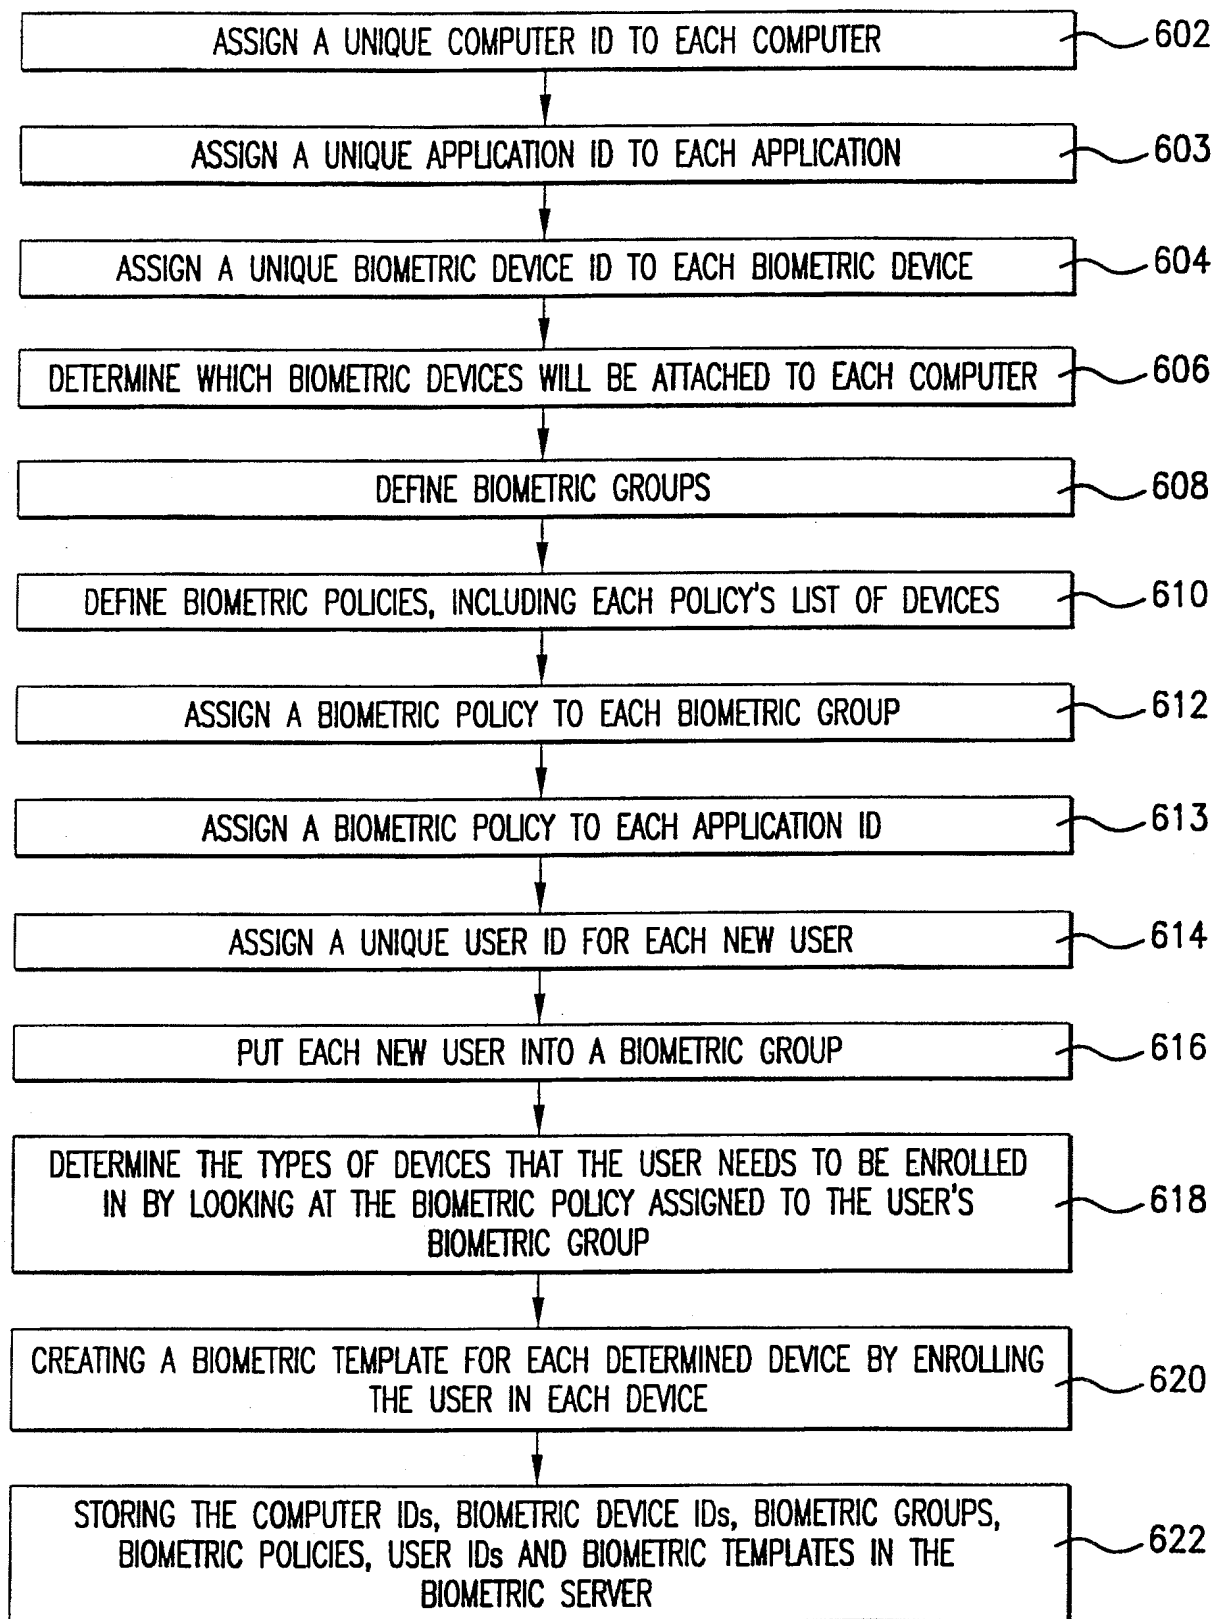 ASSIGN A UNIQUE COMPUTER ID TO EACH COMPUTER 602
ASSIGN A UNIQUE APPLICATION ID TO EACH APPLICATION 603
ASSIGN A UNIQUE BIOMETRIC DEVICE ID TO EACH BIOMETRIC DEVICE 604
DETERMINE WHICH BIOMETRIC DEVICES WILL BE ATTACHED TO EACH COMPUTER 606
DEFINE BIOMETRIC GROUPS 608
DEFINE BIOMETRIC POLICIES, INCLUDING EACH POLICY'S LIST OF DEVICES 610
ASSIGN A BIOMETRIC POLICY TO EACH BIOMETRIC GROUP 612
ASSIGN A BIOMETRIC POLICY TO EACH APPLICATION ID 613
ASSIGN A UNIQUE USER ID FOR EACH NEW USER 614
PUT EACH NEW USER INTO A BIOMETRIC GROUP 616
DETERMINE THE TYPES OF DEVICES THAT THE USER NEEDS TO BE ENROLLED
IN BY LOOKING AT THE BIOMETRIC POLICY ASSIGNED TO THE USER'S 618
BIOMETRIC GROUP
CREATING A BIOMETRIC TEMPLATE FOR EACH DETERMINED DEVICE BY ENROLLING
THE USER IN EACH DEVICE 620
STORING THE COMPUTER IDs, BIOMETRIC DEVICE IDs, BIOMETRIC GROUPS,
BIOMETRIC POLICIES, USER IDs AND BIOMETRIC TEMPLATES IN THE 622
BIOMETRIC SERVER